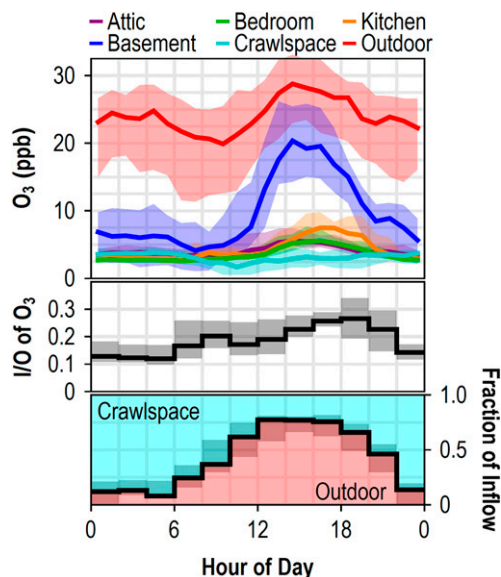 Attic Bedroom Kitchen
Basement Crawlspace Outdoor
30
20
10
0
O₃ (ppb)
0.3
0.2
0.1
0
I/O of O₃
Crawlspace
Outdoor
1.0
0.5
0
Fraction of Inflow
0 6 12 18 0
Hour of Day